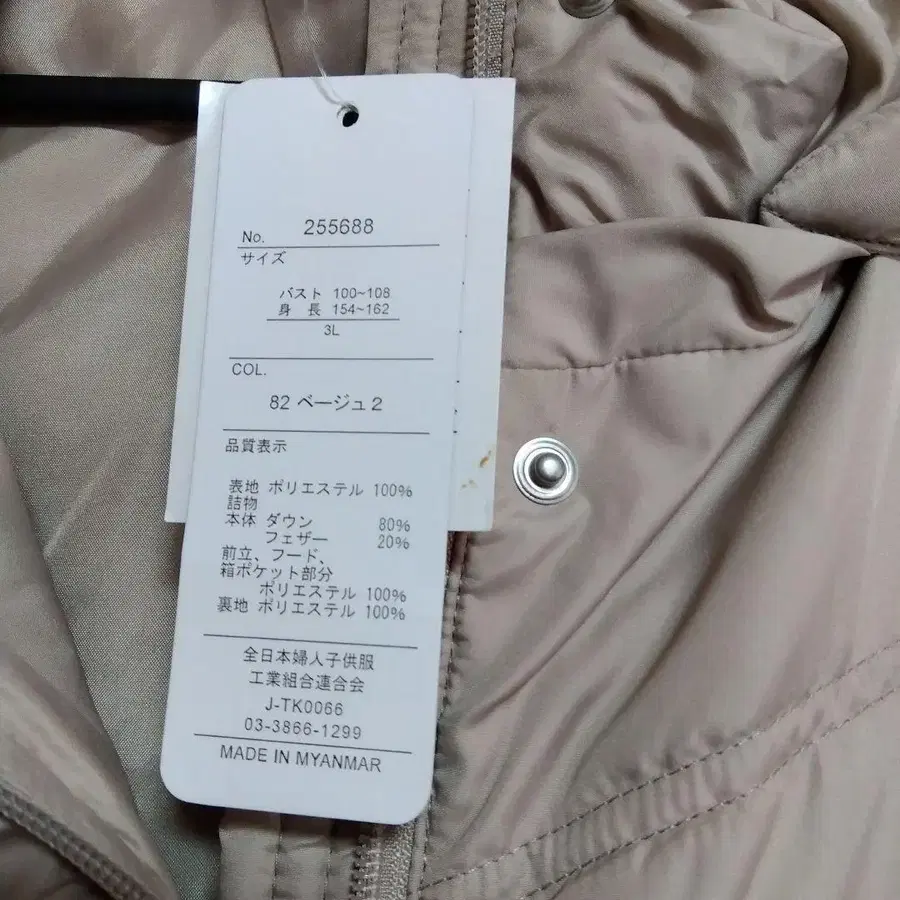 No. 255688
サイズ
バスト 100~108
身 長 154~162
3L
COL.
82 ベージュ2
品質表示
表地 ポリエステル 100%
詰物
本体 ダウン 80%
フェザー 20%
前立、フード、
箱ポケット部分
ポリエステル 100%
裏地 ポリエステル 100%
全日本婦人子供服
工業組合連合会
J-TK0066
03-3866-1299
MADE IN MYANMAR